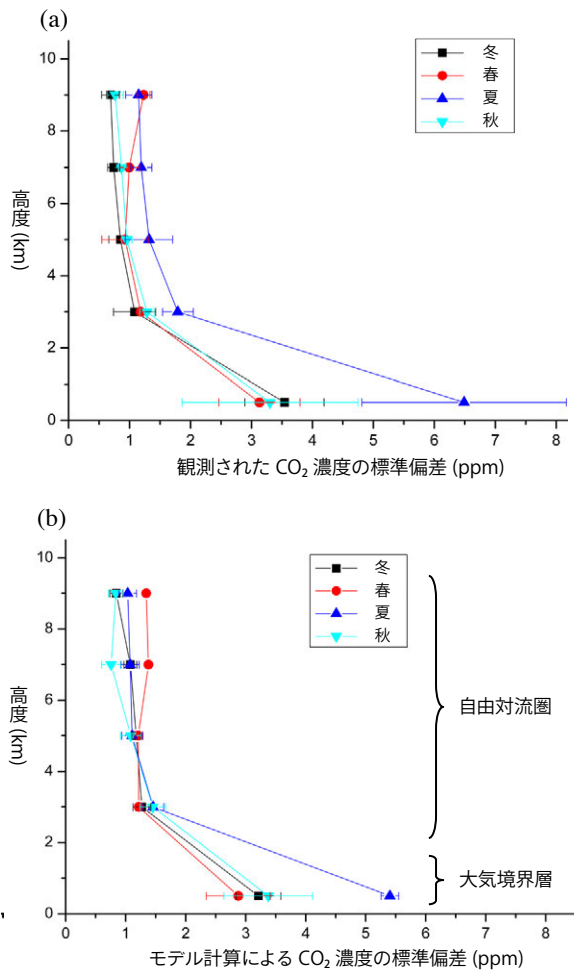 (a)
10
8
6
4
2
0
高度 (km)
冬
春
夏
秋
0 1 2 3 4 5 6 7 8
観測された CO₂ 濃度の標準偏差 (ppm)
(b)
10
8
6
4
2
0
高度 (km)
冬
春
夏
秋
自由対流圏
大気境界層
0 1 2 3 4 5 6 7 8
モデル計算による CO₂ 濃度の標準偏差 (ppm)